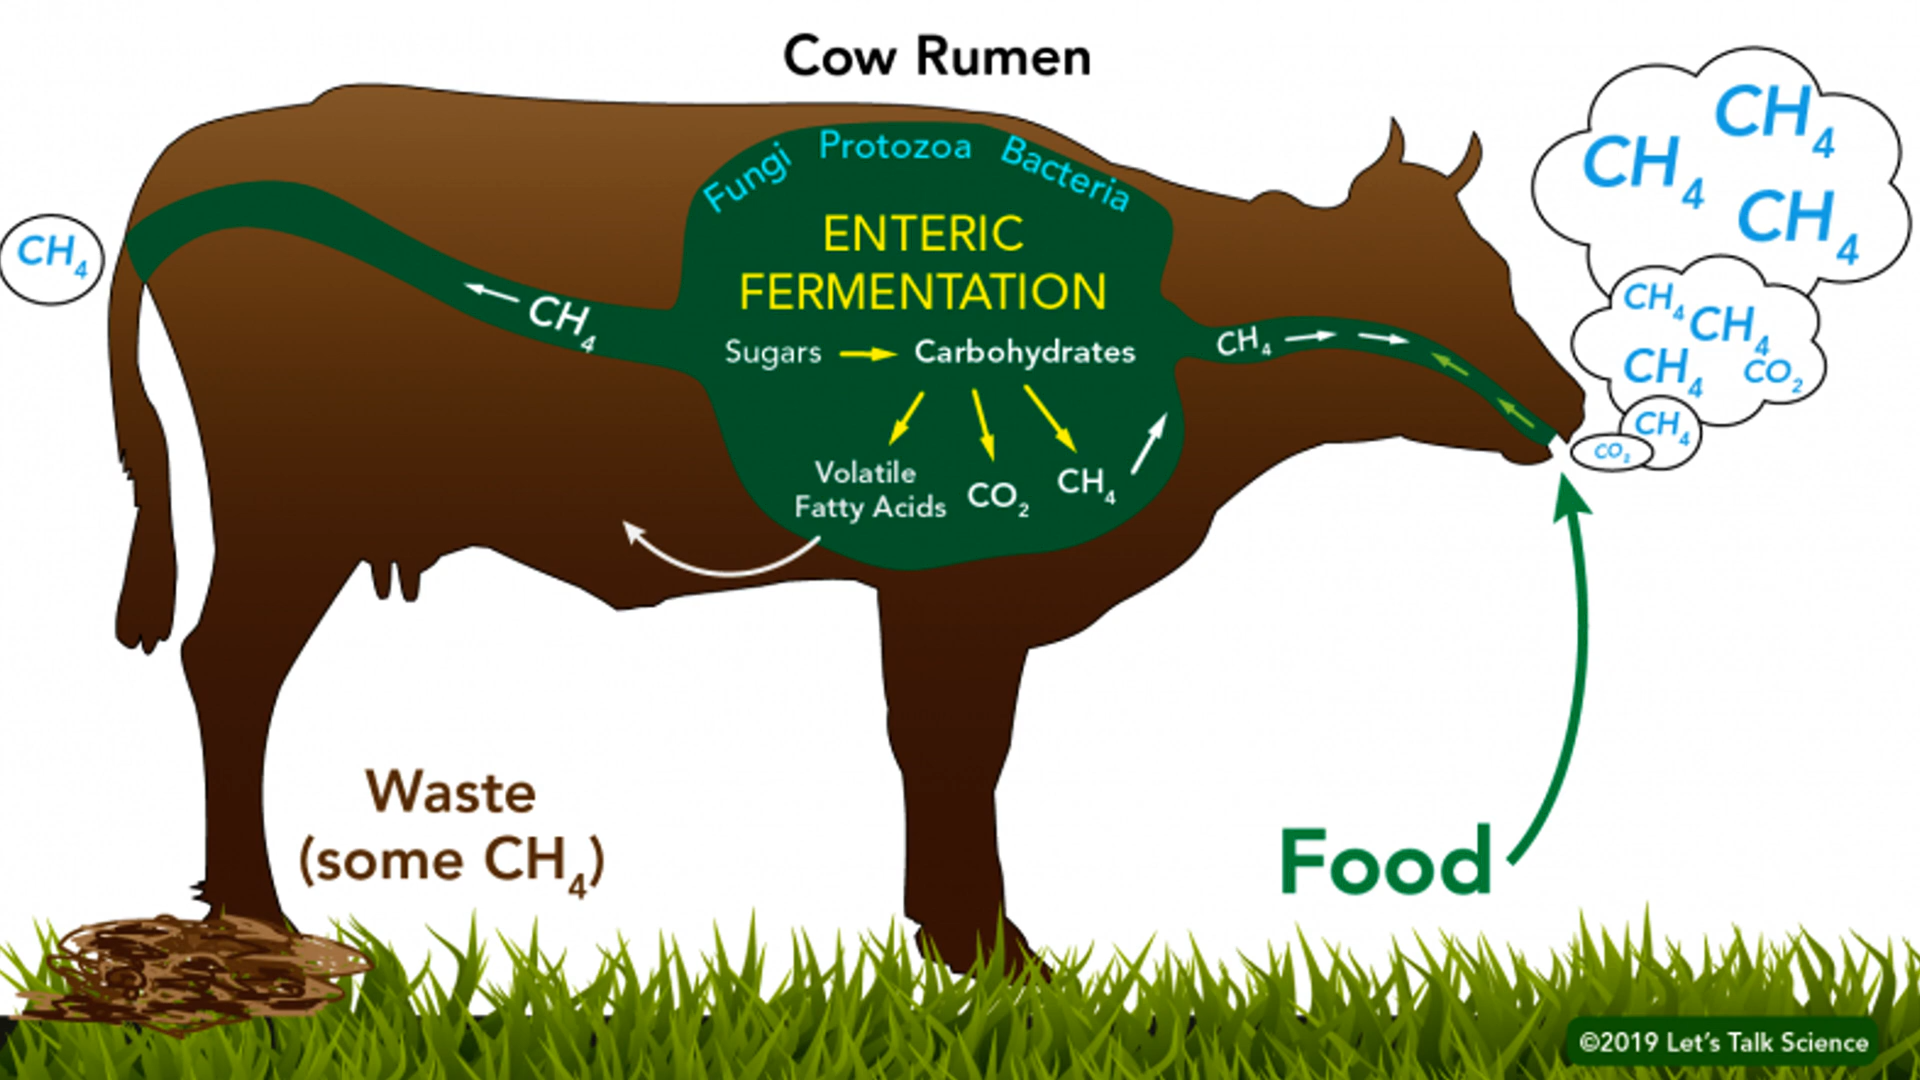 Cow Rumen
Fungi Protozoa Bacteria
ENTERIC
FERMENTATION
Sugars Carbohydrates
Volatile
Fatty Acids
CO₂
CH₄
CH₄
CH₄
CH₄
CH₄
CH₄
CH₄
CH₄
CH₄
CH₄
CO₂
CH₄
CO₂
Waste
(some CH₄)
Food
©2019 Let's Talk Science